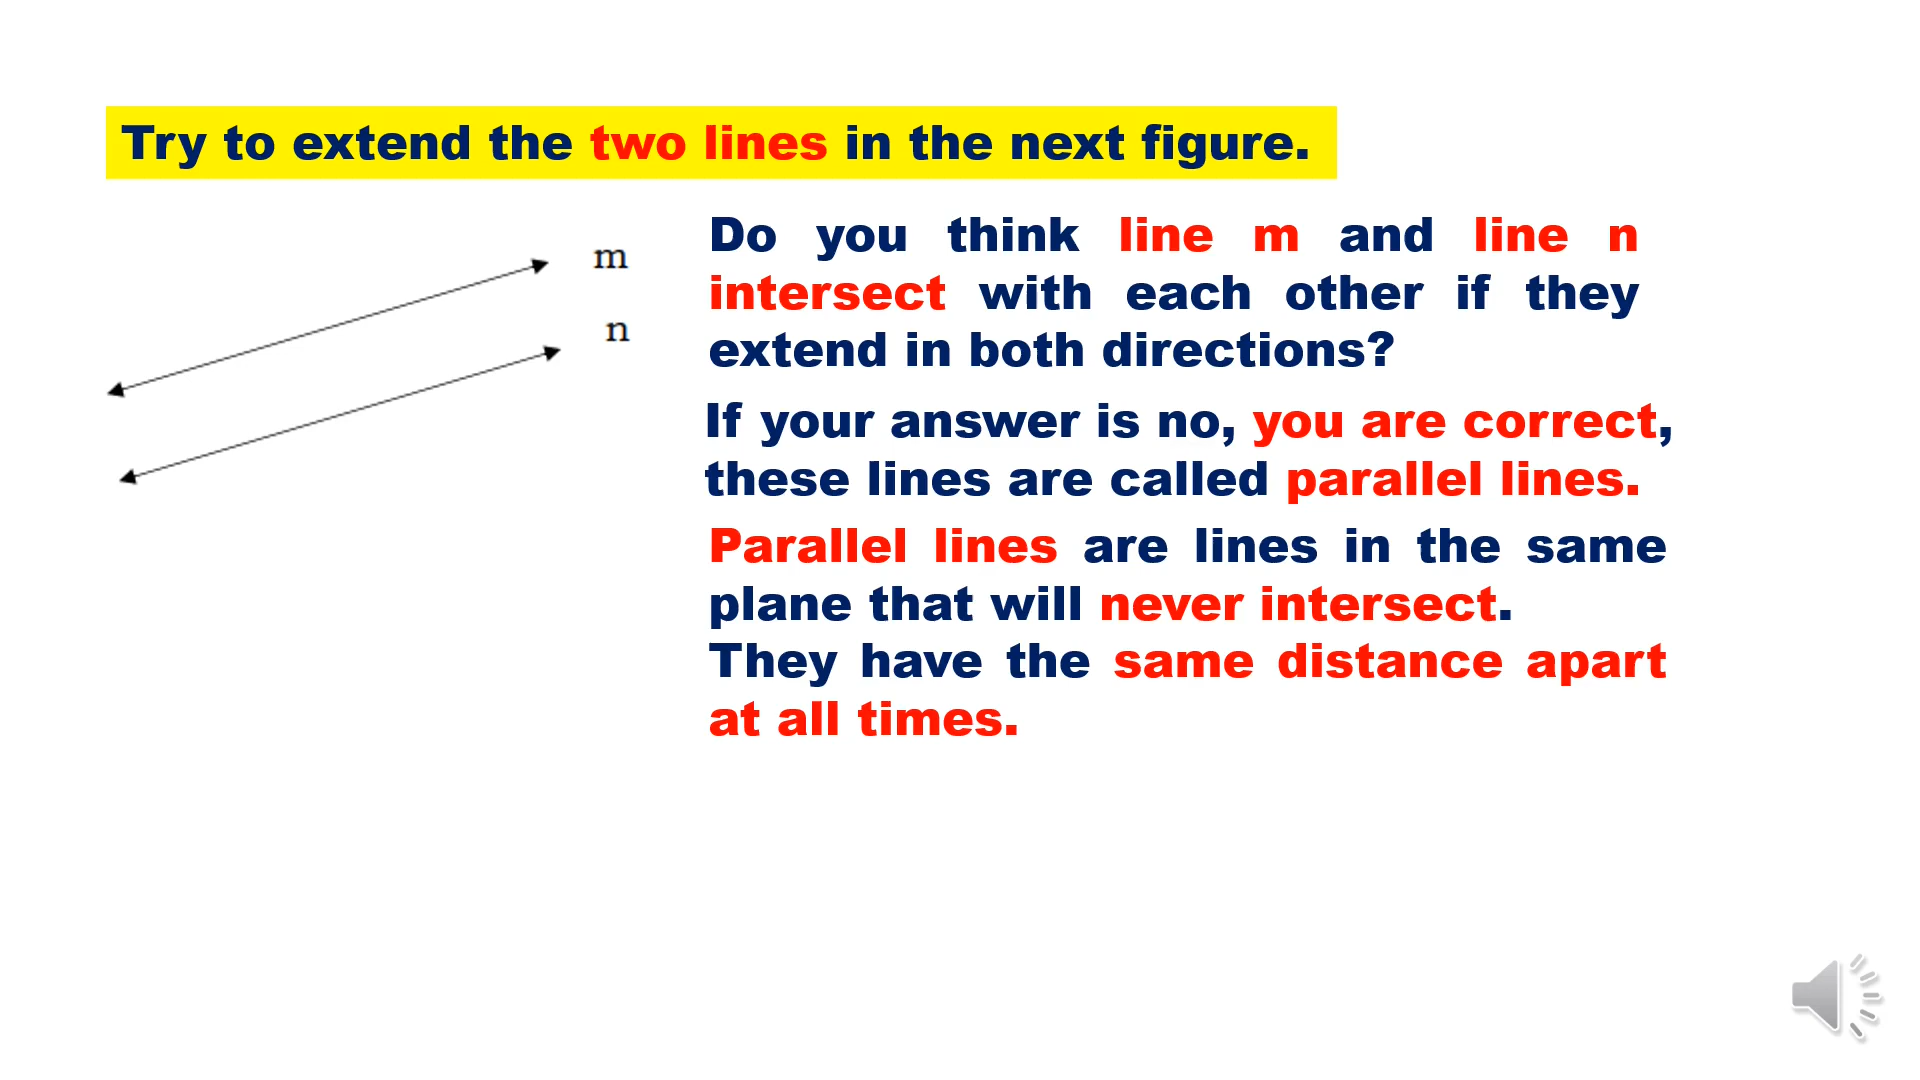 Try to extend the two lines in the next figure.
m
n
Do you think line m and line n
intersect with each other if they
extend in both directions?
If your answer is no, you are correct,
these lines are called parallel lines.
Parallel lines are lines in the same
plane that will never intersect.
They have the same distance apart
at all times.